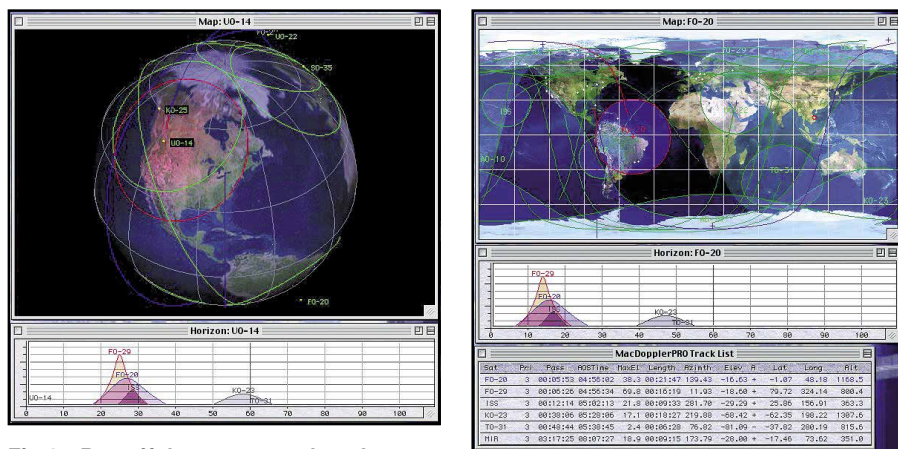 Map: UO-14
UO-22
SO-35
KO-25
UO-14
FO-20
Horizon: UO-14
FO-29
FO-20
ISS
KO-23
TO-31
UO-14
0 10 20 30 40 50 60 70 80 90 100
Map: FO-20
FO-29
ISS
AO-10
TO-31
KO-23
Horizon: FO-20
FO-29
FO-20
ISS
KO-23
TO-31
0 10 20 30 40 50 60 70 80 90 100
MacDopplerPRO Track List
Sat Pri Pass AOSTime MaxEl Length Azimth Elev A Lat Long Alt
FO-20 3 00:05:53 04:56:02 38.3 00:21:47 139.43 -16.63 + -1.07 48.18 1168.5
FO-29 3 00:06:26 04:56:34 69.8 00:16:19 11.93 -18.60 + 79.72 324.14 800.4
ISS 3 00:12:14 05:02:13 21.8 00:09:33 281.70 -29.29 + 25.86 156.91 363.3
KO-23 3 00:38:06 05:28:06 17.1 00:18:27 219.88 -68.42 + -62.35 198.22 1307.6
TO-31 3 00:48:44 05:38:45 2.4 00:06:28 76.82 -81.09 - -37.82 280.19 815.6
MIR 3 03:17:25 08:07:27 18.9 00:09:15 173.79 -28.00 + -17.46 73.62 351.0